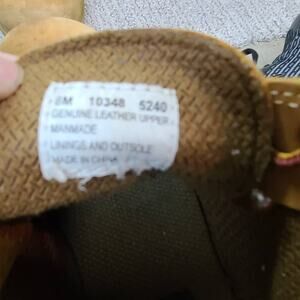 8M 10348 5240
GENUINE LEATHER UPPER
MANMADE
LININGS AND OUTSOLE
MADE IN CHINA